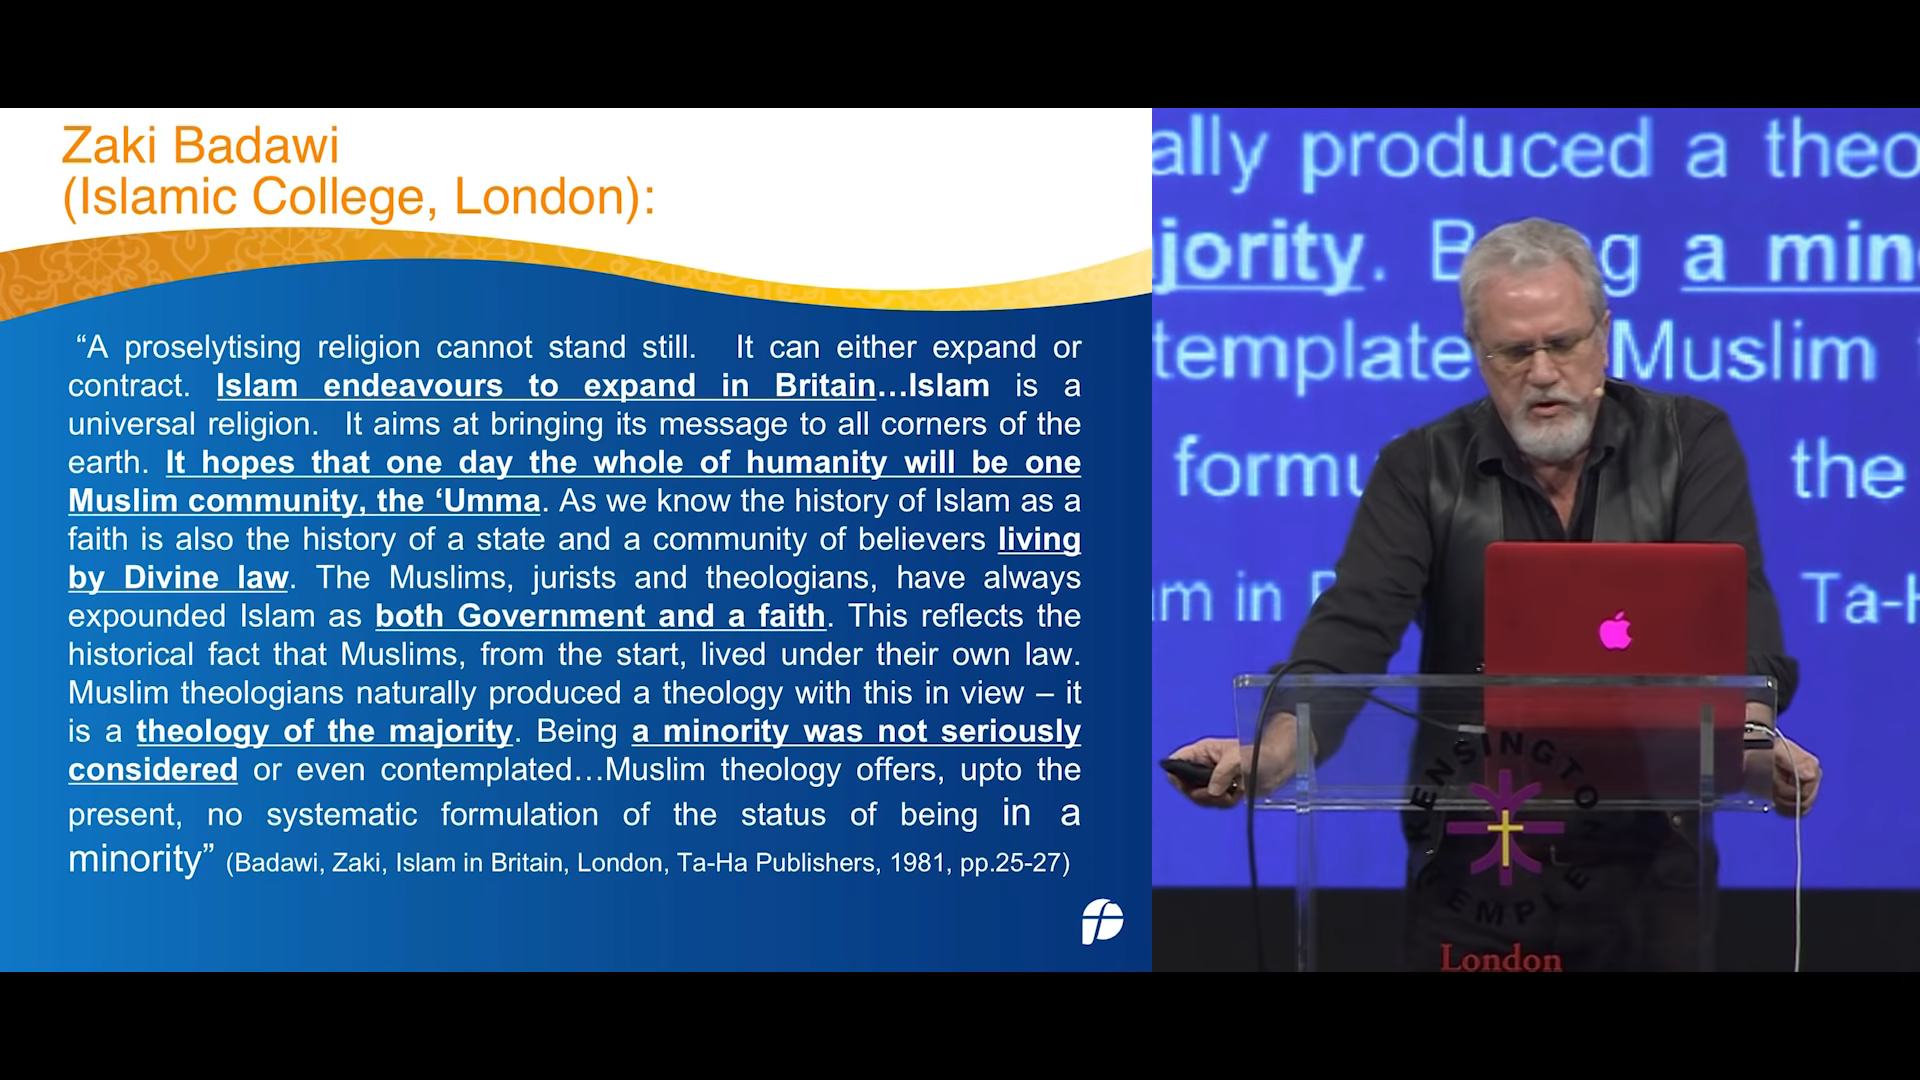 Zaki Badawi
(Islamic College, London):
“A proselytising religion cannot stand still. It can either expand or
contract. Islam endeavours to expand in Britain…Islam is a
universal religion. It aims at bringing its message to all corners of the
earth. It hopes that one day the whole of humanity will be one
Muslim community, the ‘Umma. As we know the history of Islam as a
faith is also the history of a state and a community of believers living
by Divine law. The Muslims, jurists and theologians, have always
expounded Islam as both Government and a faith. This reflects the
historical fact that Muslims, from the start, lived under their own law.
Muslim theologians naturally produced a theology with this in view – it
is a theology of the majority. Being a minority was not seriously
considered or even contemplated…Muslim theology offers, upto the
present, no systematic formulation of the status of being in a
minority” (Badawi, Zaki, Islam in Britain, London, Ta-Ha Publishers, 1981, pp.25-27)
ally produced a theo
jority. B g a min
template Muslim
formu the
am in B Ta-H
KENSINGTON
TEMPLE
London